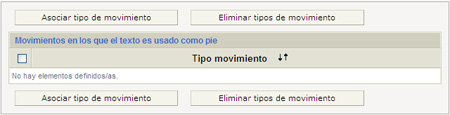 Asociar tipo de movimiento Eliminar tipos de movimiento
Movimientos en los que el texto es usado como pie
Tipo movimiento
No hay elementos definidos/as.
Asociar tipo de movimiento Eliminar tipos de movimiento